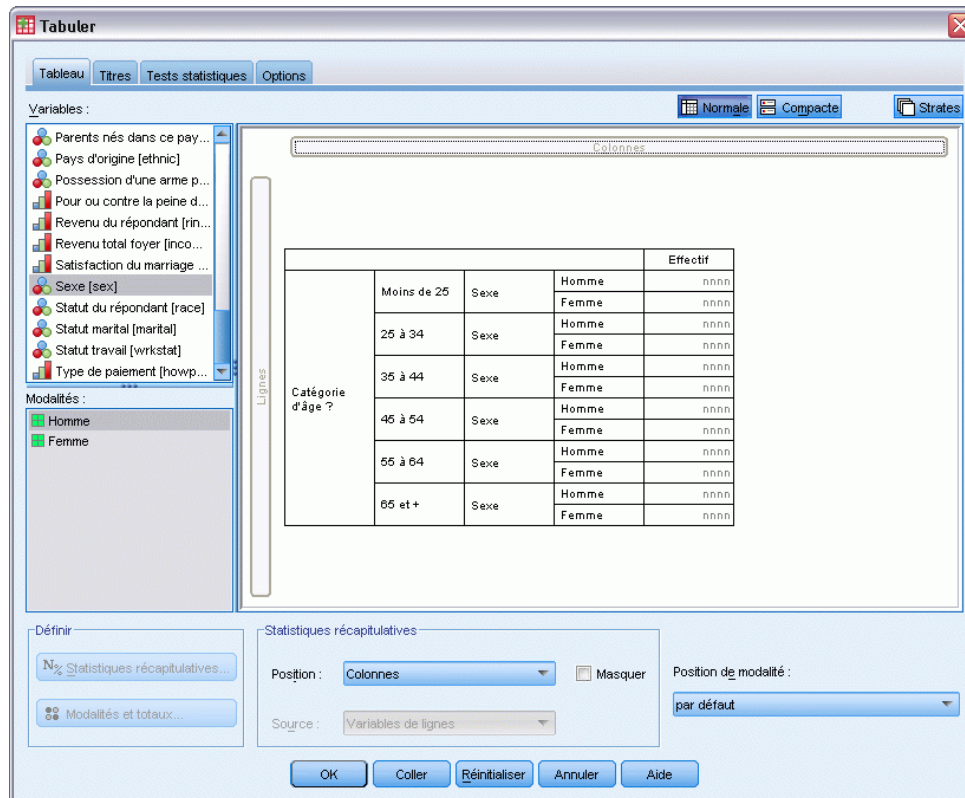 Tabuler
Tableau Titres Tests statistiques Options
Variables :
Normale Compacte Strates
Parents nés dans ce pay...
Pays d'origine [ethnic]
Possession d'une arme p...
Pour ou contre la peine d...
Revenu du répondant [rin...
Revenu total foyer [inco...
Satisfaction du marriage ...
Sexe [sex]
Statut du répondant [race]
Statut marital [marital]
Statut travail [wrkstat]
Type de paiement [howp...
Modalités :
Homme
Femme
Colonnes
Lignes
Effectif
Catégorie d'âge ?
Moins de 25 Sexe Homme nnnn
Femme nnnn
25 à 34 Sexe Homme nnnn
Femme nnnn
35 à 44 Sexe Homme nnnn
Femme nnnn
45 à 54 Sexe Homme nnnn
Femme nnnn
55 à 64 Sexe Homme nnnn
Femme nnnn
65 et + Sexe Homme nnnn
Femme nnnn
Définir
N% Statistiques récapitulatives...
Modalités et totaux...
Statistiques récapitulatives
Position : Colonnes Masquer
Source : Variables de lignes
Position de modalité :
par défaut
OK Coller Réinitialiser Annuler Aide